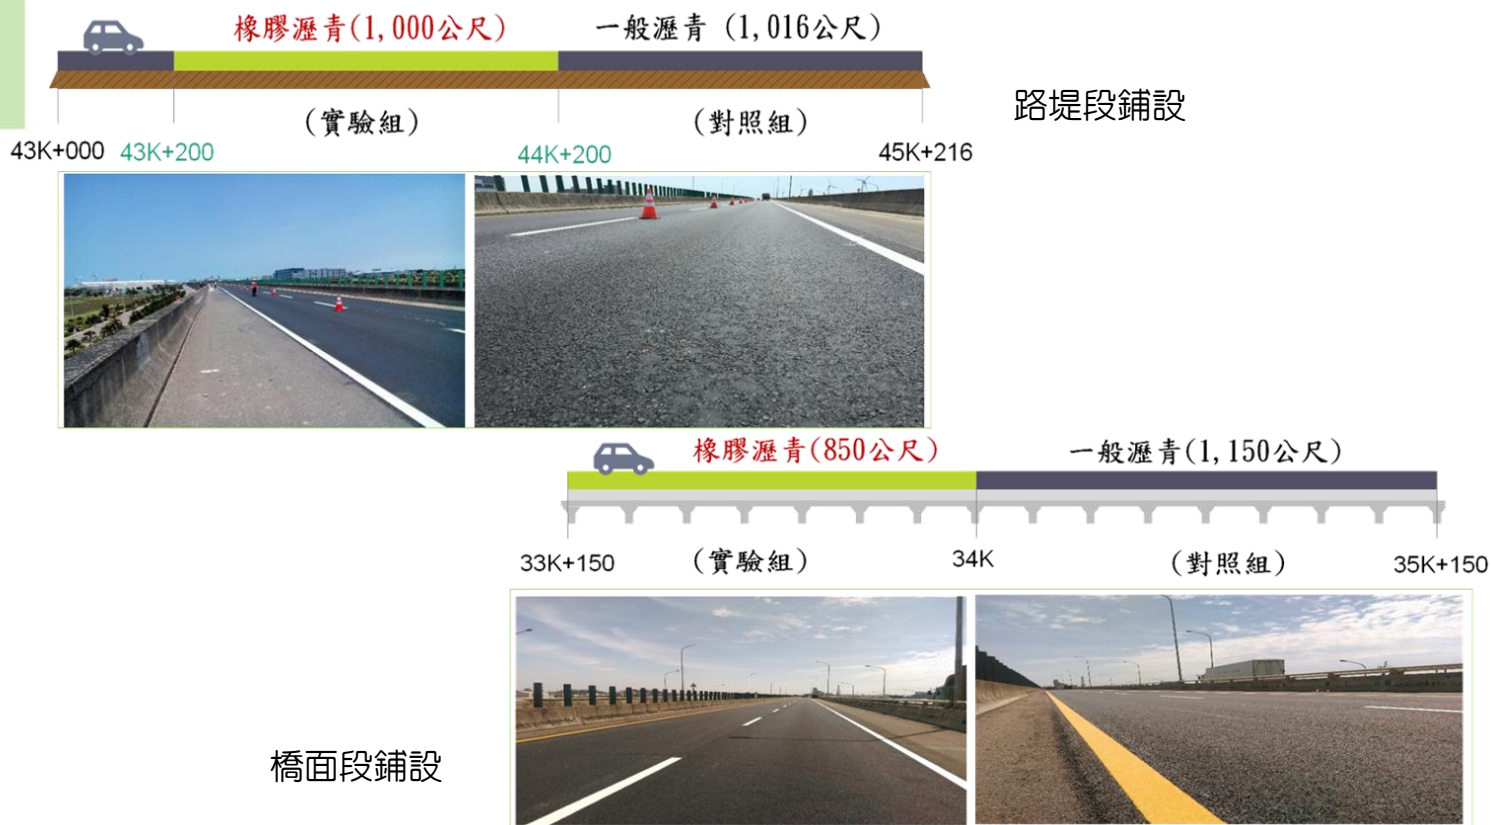 橡膠瀝青(1,000公尺)
一般瀝青 (1,016公尺)
路堤段鋪設
(實驗組)
(對照組)
43K+000
43K+200
44K+200
45K+216
橡膠瀝青(850公尺)
一般瀝青(1,150公尺)
33K+150
(實驗組)
34K
(對照組)
35K+150
橋面段鋪設